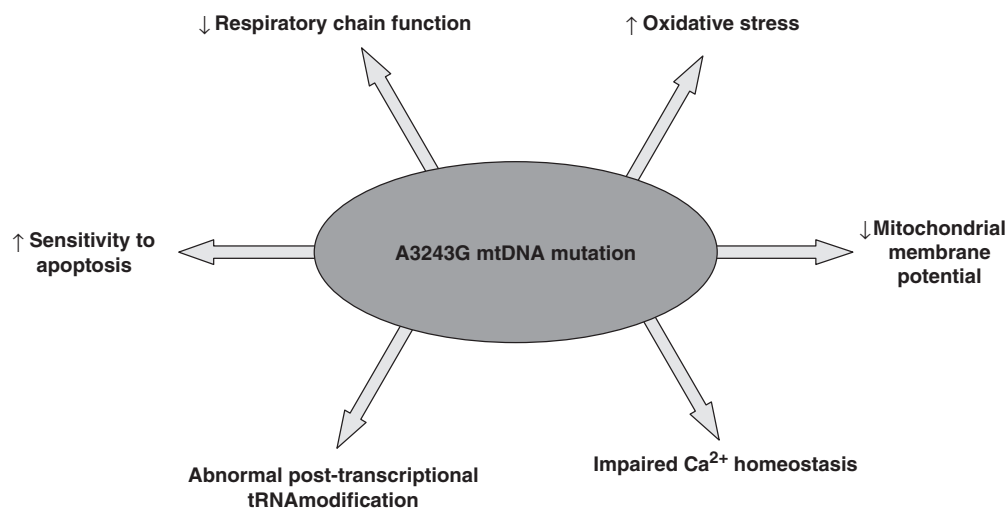 ↓ Respiratory chain function
↑ Oxidative stress
↑ Sensitivity to
apoptosis
A3243G mtDNA mutation
↓ Mitochondrial
membrane
potential
Abnormal post-transcriptional
tRNAmodification
Impaired Ca²⁺ homeostasis